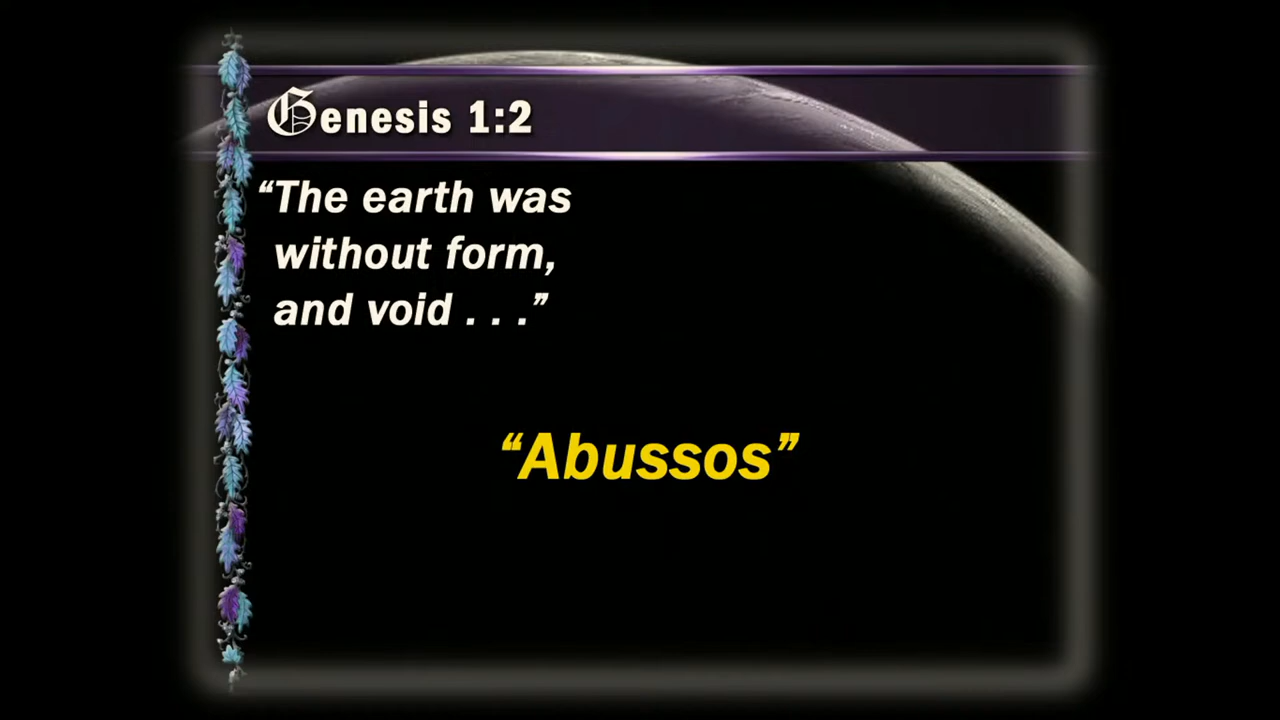 Genesis 1:2
“The earth was
without form,
and void . . .”
“Abussos”